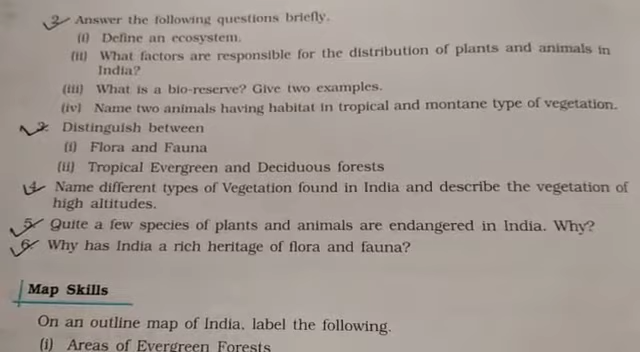 2. Answer the following questions briefly.
(i) Define an ecosystem.
(ii) What factors are responsible for the distribution of plants and animals in
India?
(iii) What is a bio-reserve? Give two examples.
(iv) Name two animals having habitat in tropical and montane type of vegetation.
3. Distinguish between
(i) Flora and Fauna
(ii) Tropical Evergreen and Deciduous forests
4. Name different types of Vegetation found in India and describe the vegetation of
high altitudes.
5. Quite a few species of plants and animals are endangered in India. Why?
6. Why has India a rich heritage of flora and fauna?
Map Skills
On an outline map of India, label the following.
(i) Areas of Evergreen Forests